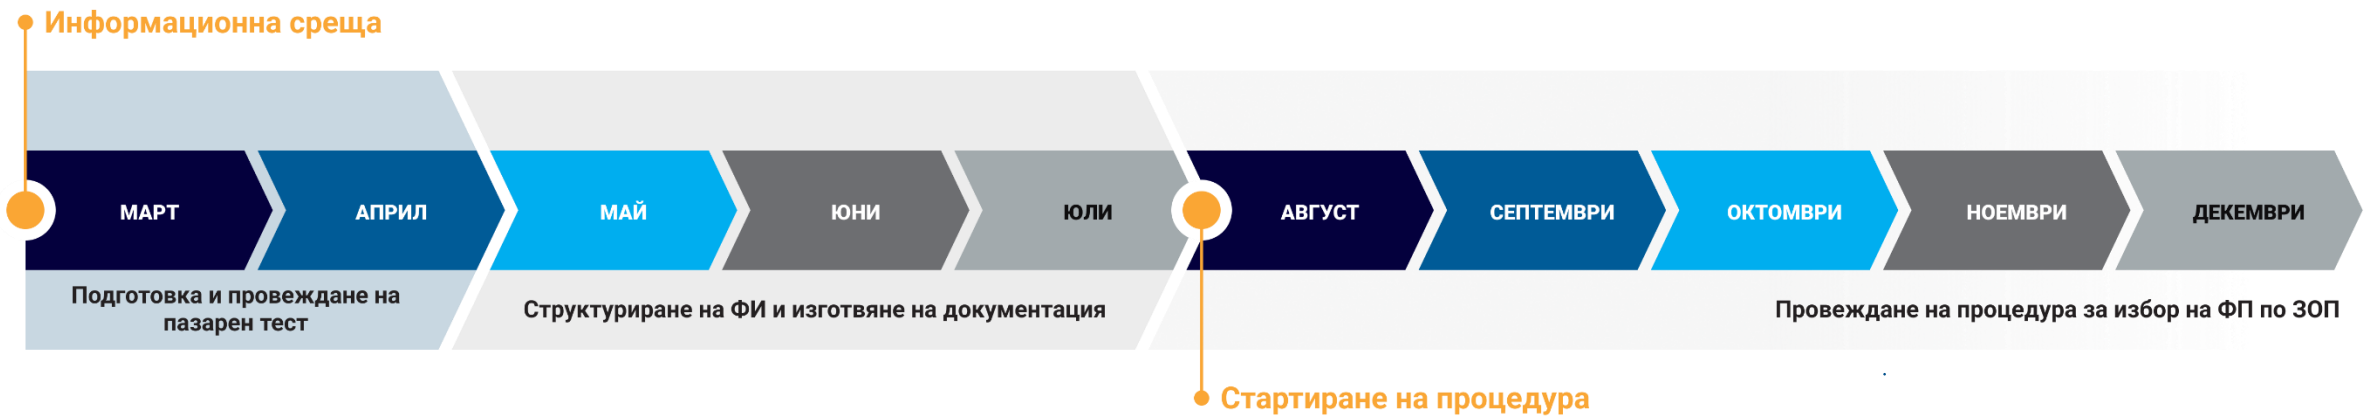 Информационна среща
МАРТ
АПРИЛ
МАЙ
ЮНИ
ЮЛИ
АВГУСТ
СЕПТЕМВРИ
ОКТОМВРИ
НОЕМВРИ
ДЕКЕМВРИ
Подготовка и провеждане на
пазарен тест
Структуриране на ФИ и изготвяне на документация
Провеждане на процедура за избор на ФП по ЗОП
Стартиране на процедура